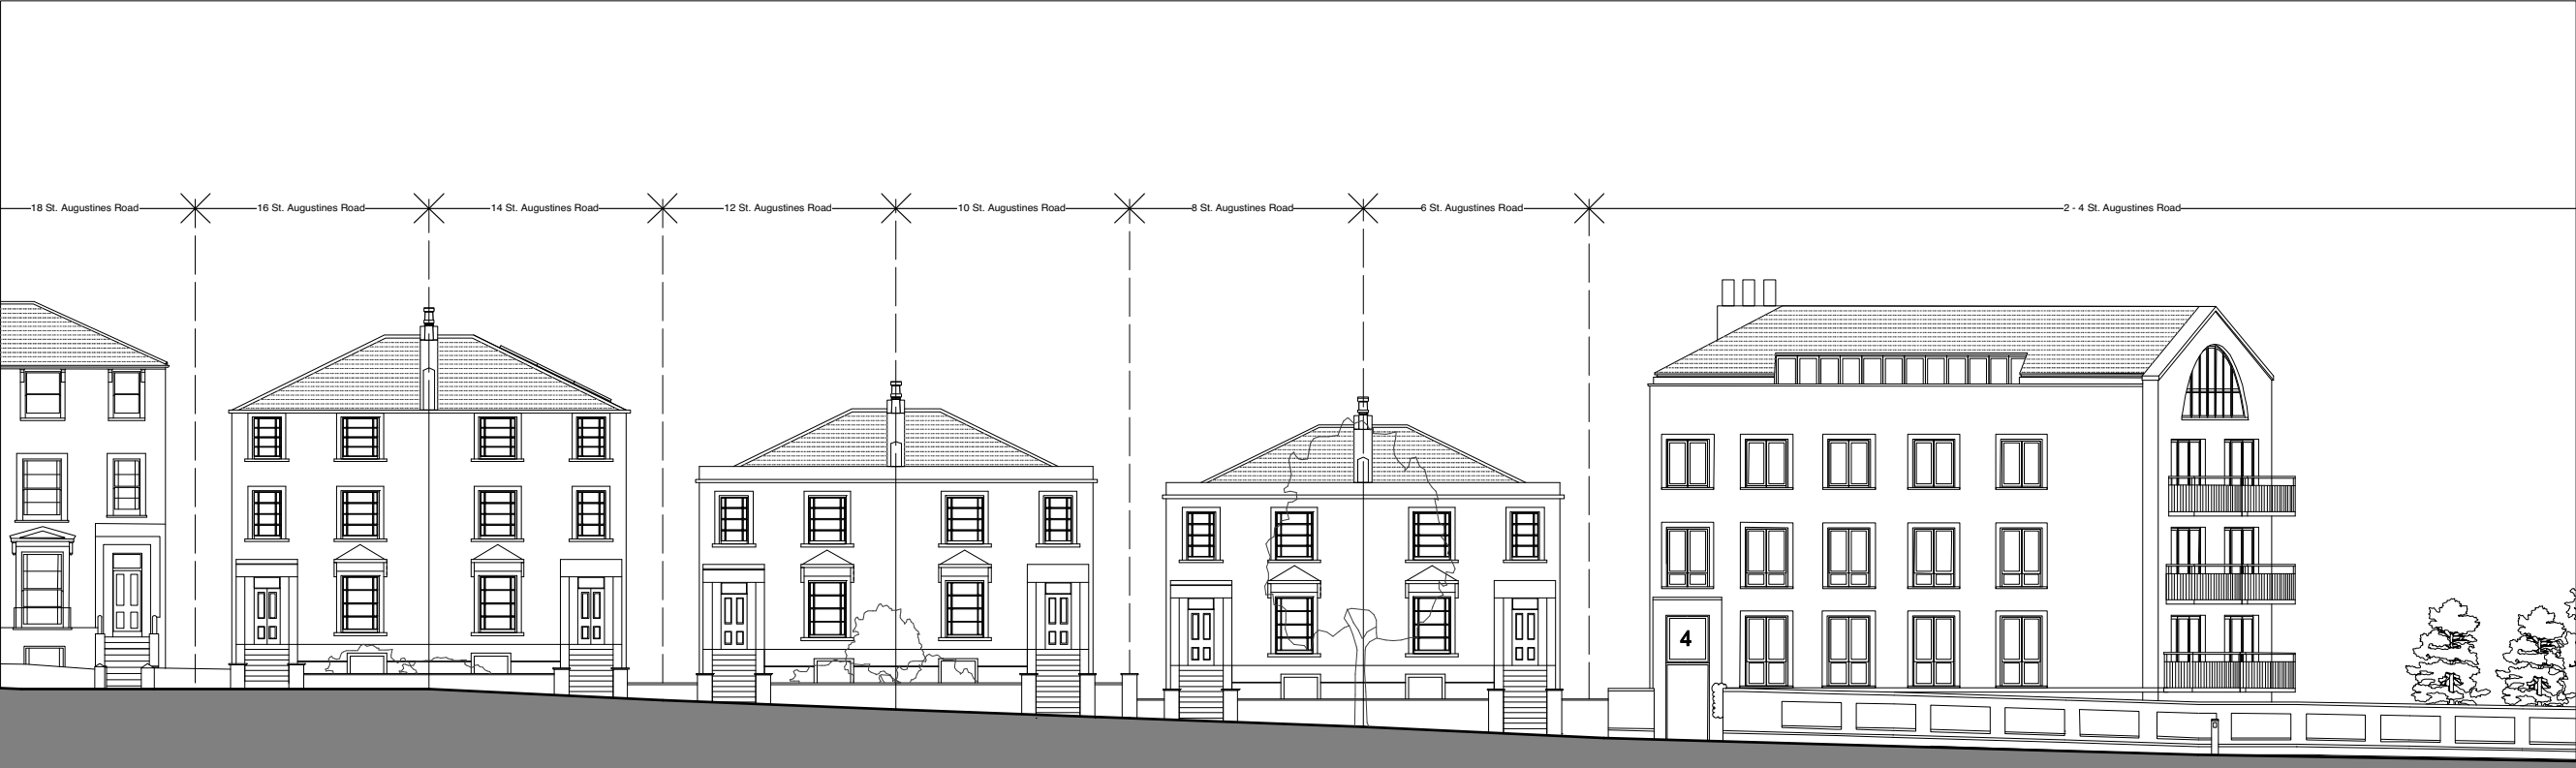 18 St. Augustines Road
16 St. Augustines Road
14 St. Augustines Road
12 St. Augustines Road
10 St. Augustines Road
8 St. Augustines Road
6 St. Augustines Road
2 - 4 St. Augustines Road
4